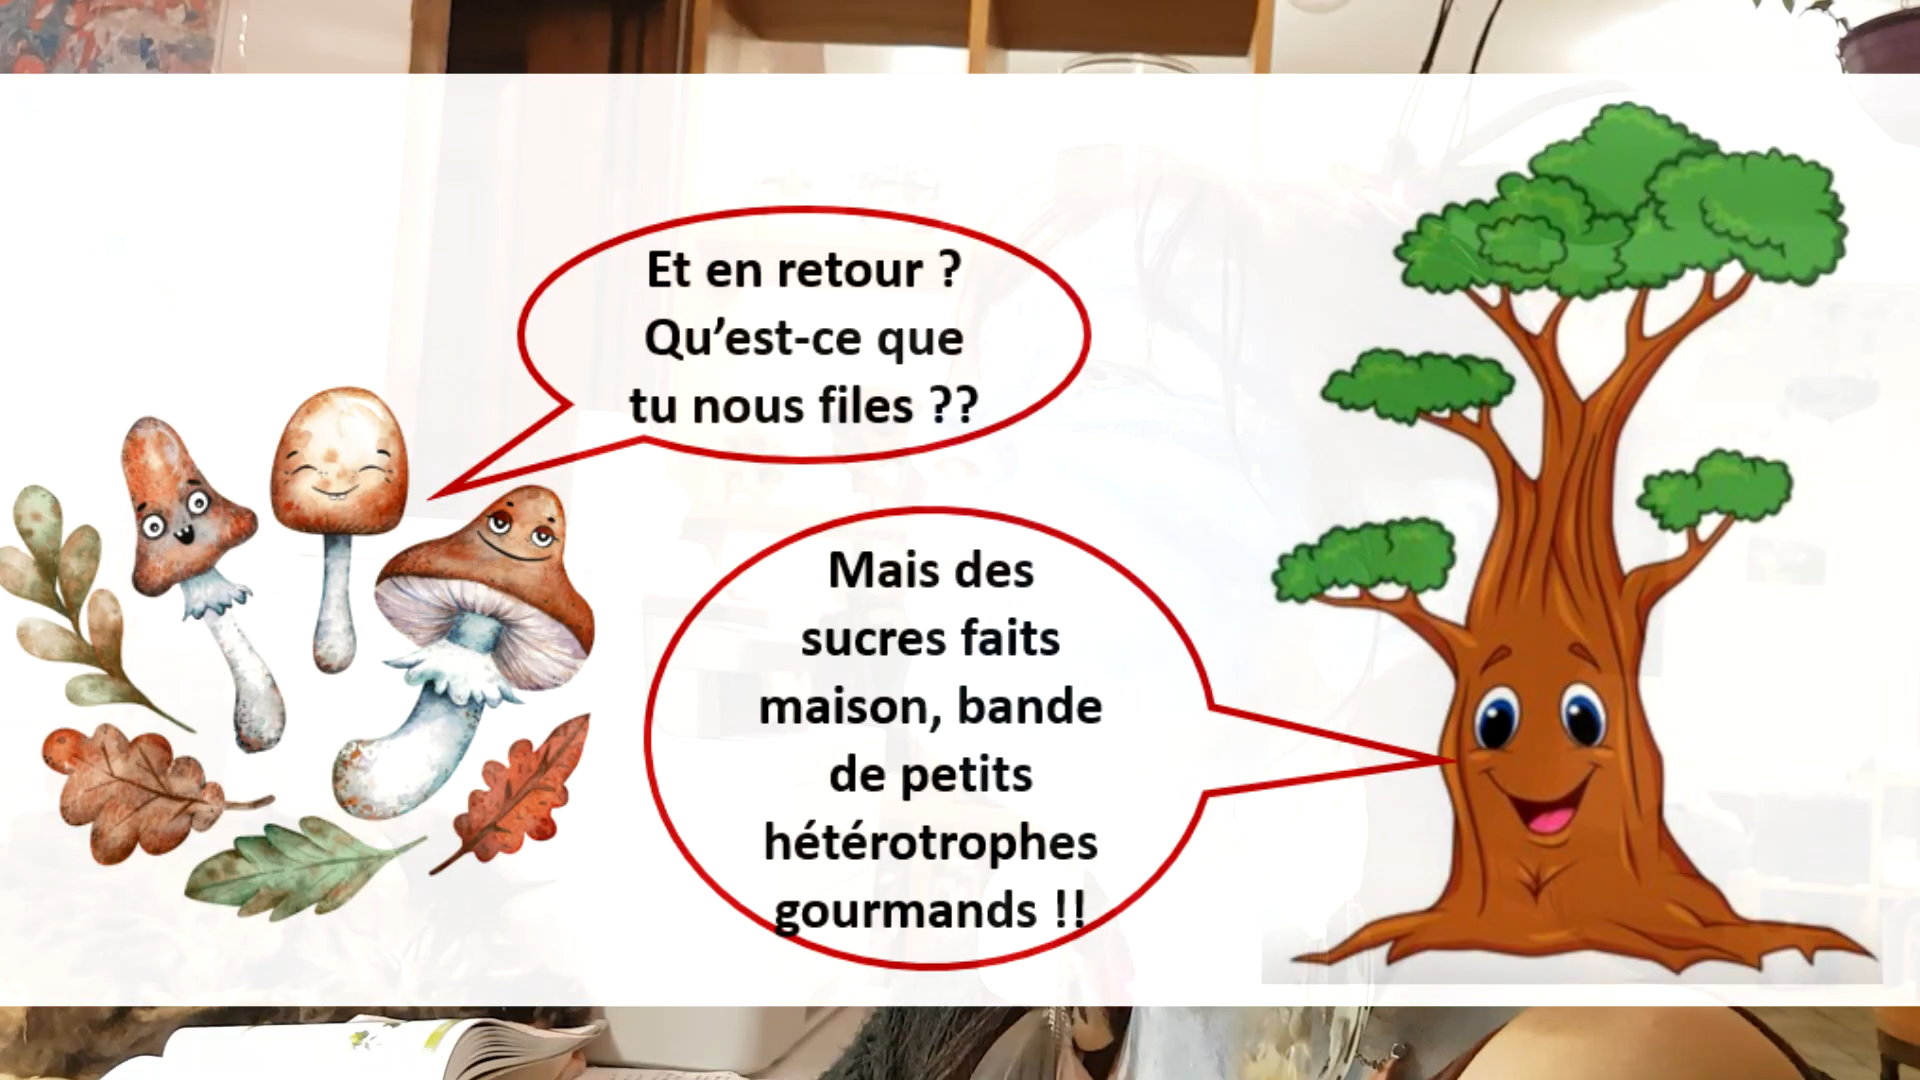 Et en retour ?
Qu’est-ce que
tu nous files ??
Mais des
sucres faits
maison, bande
de petits
hétérotrophes
gourmands !!